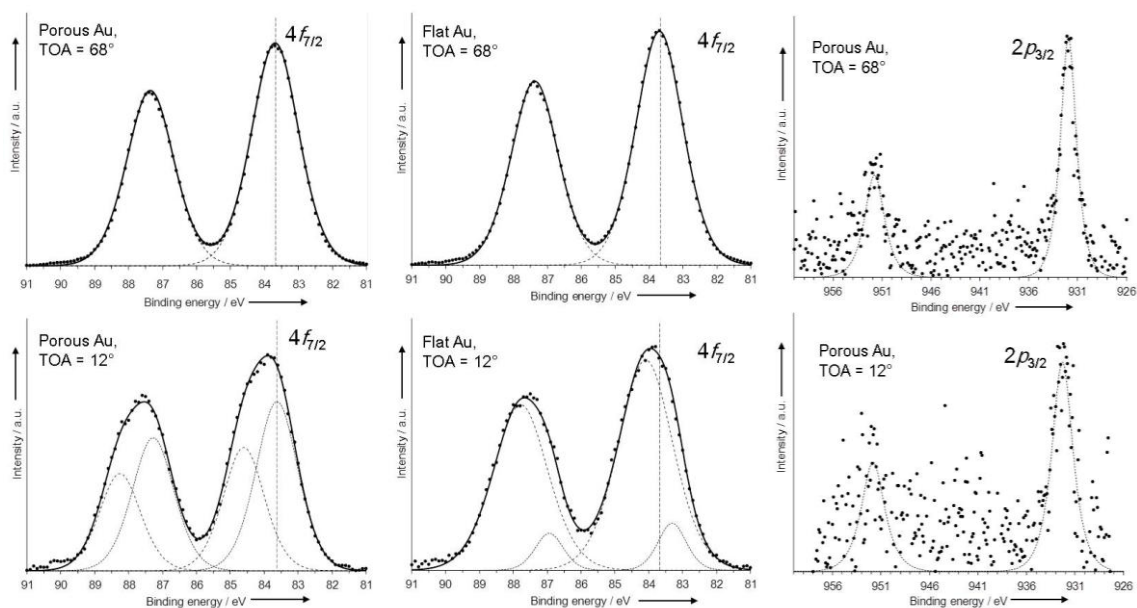 Porous Au,
TOA = 68°
4f7/2
Intensity / a.u.
91 90 89 88 87 86 85 84 83 82 81
Binding energy / eV
Flat Au,
TOA = 68°
4f7/2
Intensity / a.u.
91 90 89 88 87 86 85 84 83 82 81
Binding energy / eV
Porous Au,
TOA = 68°
2p3/2
Intensity / a.u.
956 951 946 941 936 931 926
Binding energy / eV
Porous Au,
TOA = 12°
4f7/2
Intensity / a.u.
91 90 89 88 87 86 85 84 83 82 81
Binding energy / eV
Flat Au,
TOA = 12°
4f7/2
Intensity / a.u.
91 90 89 88 87 86 85 84 83 82 81
Binding energy / eV
Porous Au,
TOA = 12°
2p3/2
Intensity / a.u.
956 951 946 941 936 931 926
Binding energy / eV